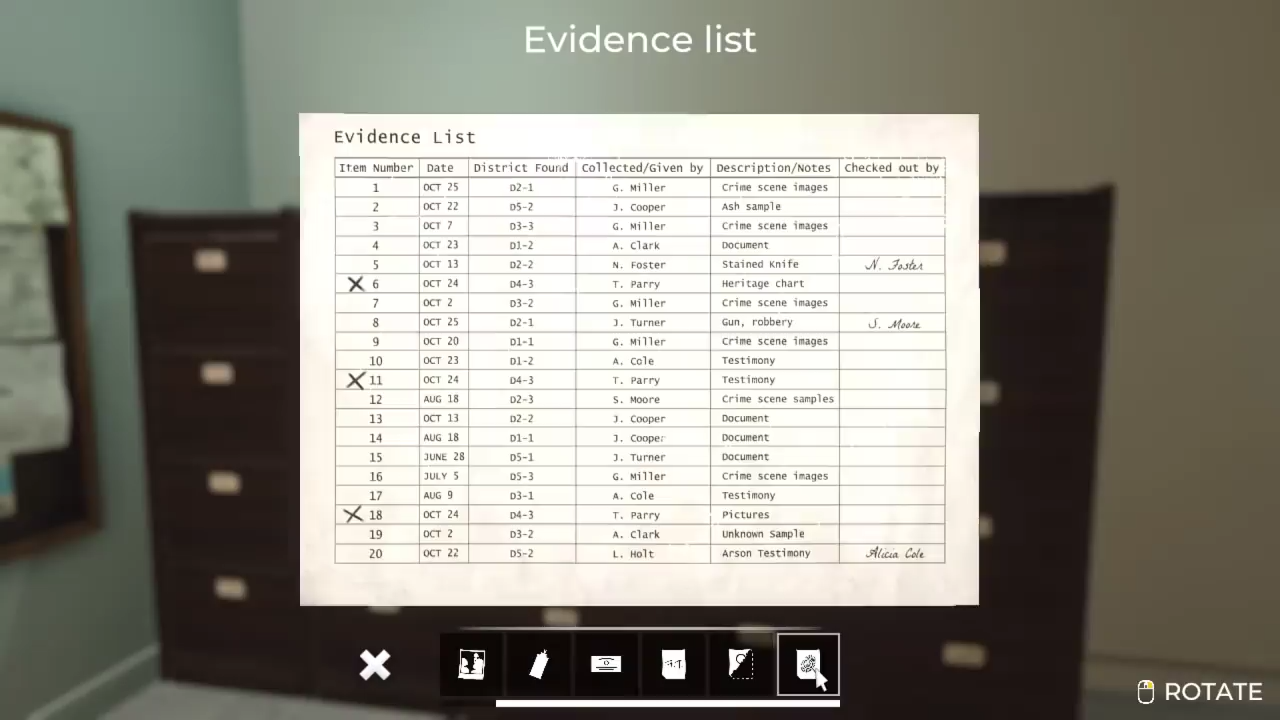 Evidence list
Evidence List
Item Number Date District Found Collected/Given by Description/Notes Checked out by
1 OCT 25 D2-1 G. Miller Crime scene images
2 OCT 22 D5-2 J. Cooper Ash sample
3 OCT 7 D3-3 G. Miller Crime scene images
4 OCT 23 D1-2 A. Clark Document
5 OCT 13 D2-2 N. Foster Stained Knife N. Foster
6 OCT 24 D4-3 T. Parry Heritage chart
7 OCT 2 D3-2 G. Miller Crime scene images
8 OCT 25 D2-1 J. Turner Gun, robbery S. Moore
9 OCT 20 D1-1 G. Miller Crime scene images
10 OCT 23 D1-2 A. Cole Testimony
11 OCT 24 D4-3 T. Parry Testimony
12 AUG 18 D2-3 S. Moore Crime scene samples
13 OCT 13 D2-2 J. Cooper Document
14 AUG 18 D1-1 J. Cooper Document
15 JUNE 28 D5-1 J. Turner Document
16 JULY 5 D5-3 G. Miller Crime scene images
17 AUG 9 D3-1 A. Cole Testimony
18 OCT 24 D4-3 T. Parry Pictures
19 OCT 2 D3-2 A. Clark Unknown Sample
20 OCT 22 D5-2 L. Holt Arson Testimony Alicia Cole
ROTATE